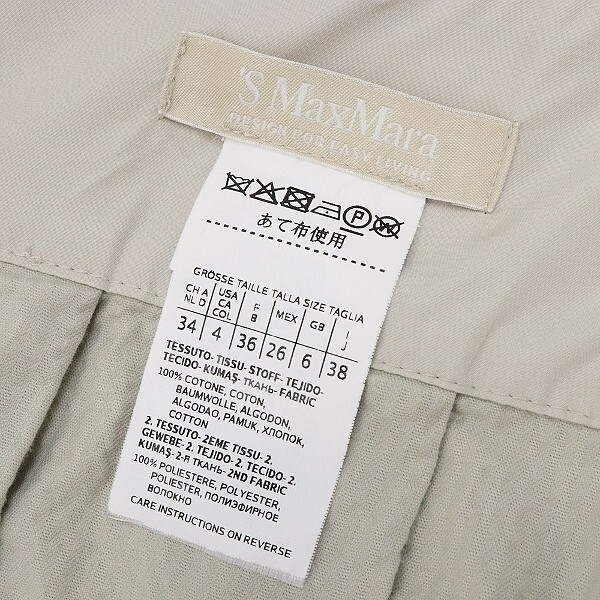 'S MaxMara
DESIGN FOR EASY LIVING
P W
あて布使用
GRÖSSE TAILLE TALLA SIZE TAGLIA
CH A NL D USA CA COL F B MEX GB I J
34 4 36 26 6 38
TESSUTO- TISSU- STOFF- TEJIDO-
TECIDO- KUMAŞ- ТКАНЬ- FABRIC
100% COTONE, COTON,
BAUMWOLLE, ALGODON,
ALGODAO, PAMUK, ХЛОПОК,
COTTON
2. TESSUTO- 2EME TISSU- 2.
GEWEBE- 2. TEJIDO- 2. TECIDO- 2.
KUMAŞ- 2-Я ТКАНЬ- 2ND FABRIC
100% POLIESTERE, POLYESTER,
POLIESTER, ПОЛИЭФИРНОЕ
ВОЛОКНО
CARE INSTRUCTIONS ON REVERSE